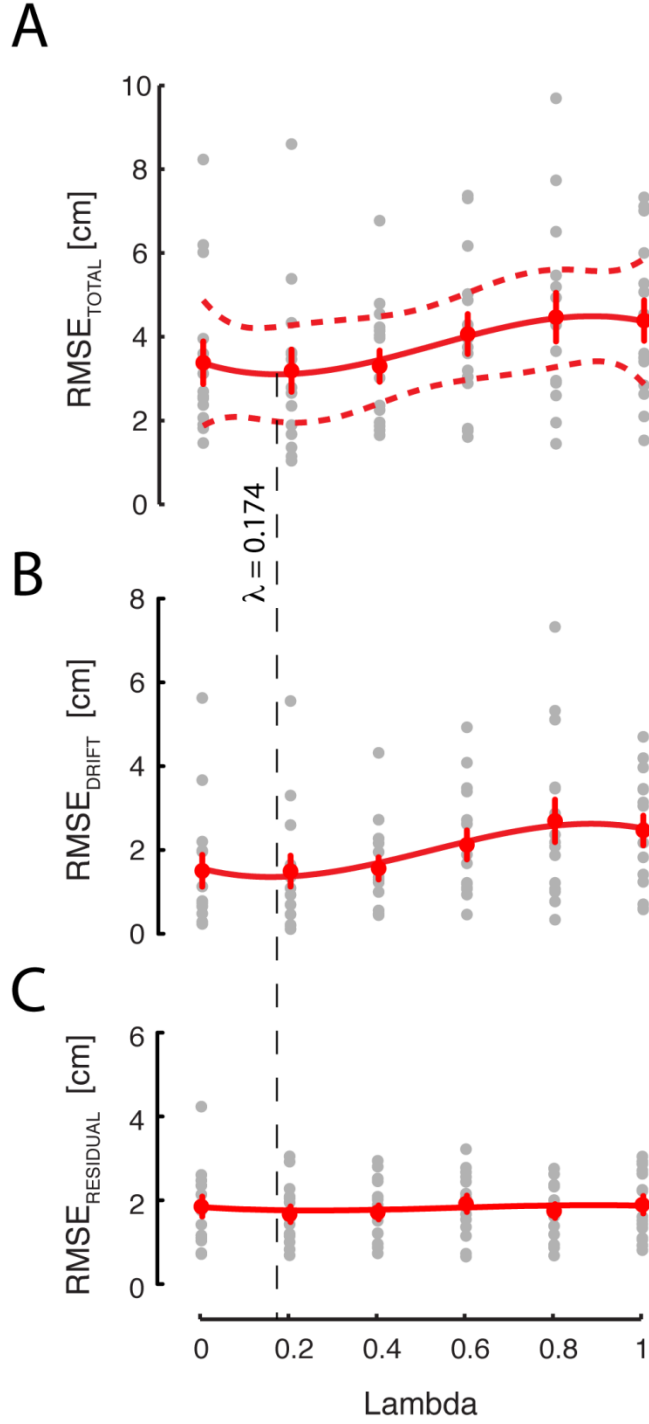 A
10
8
6
4
2
0
RMSE_TOTAL [cm]
λ = 0.174
B
8
6
4
2
0
RMSE_DRIFT [cm]
C
6
4
2
0
RMSE_RESIDUAL [cm]
0 0.2 0.4 0.6 0.8 1
Lambda